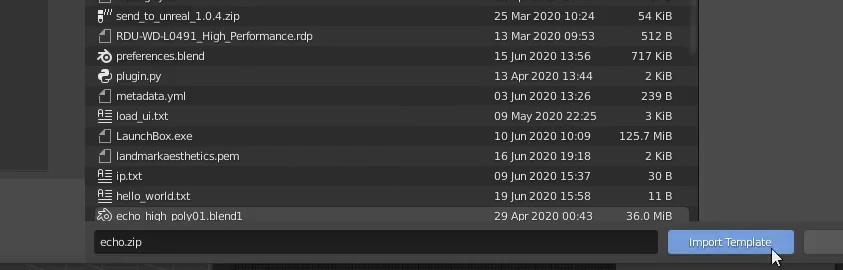 send_to_unreal_1.0.4.zip 25 Mar 2020 10:24 54 KiB
RDU-WD-L0491_High_Performance.rdp 13 Mar 2020 09:53 512 B
preferences.blend 15 Jun 2020 13:56 717 KiB
plugin.py 13 Apr 2020 13:44 2 KiB
metadata.yml 03 Jun 2020 13:26 239 B
load_ui.txt 09 May 2020 22:25 3 KiB
LaunchBox.exe 10 Jun 2020 10:09 125.7 MiB
landmarkaesthetics.pem 16 Jun 2020 19:18 2 KiB
ip.txt 09 Jun 2020 15:37 30 B
hello_world.txt 19 Jun 2020 15:58 11 B
echo_high_poly01.blend1 29 Apr 2020 00:43 36.0 MiB
echo.zip Import Template